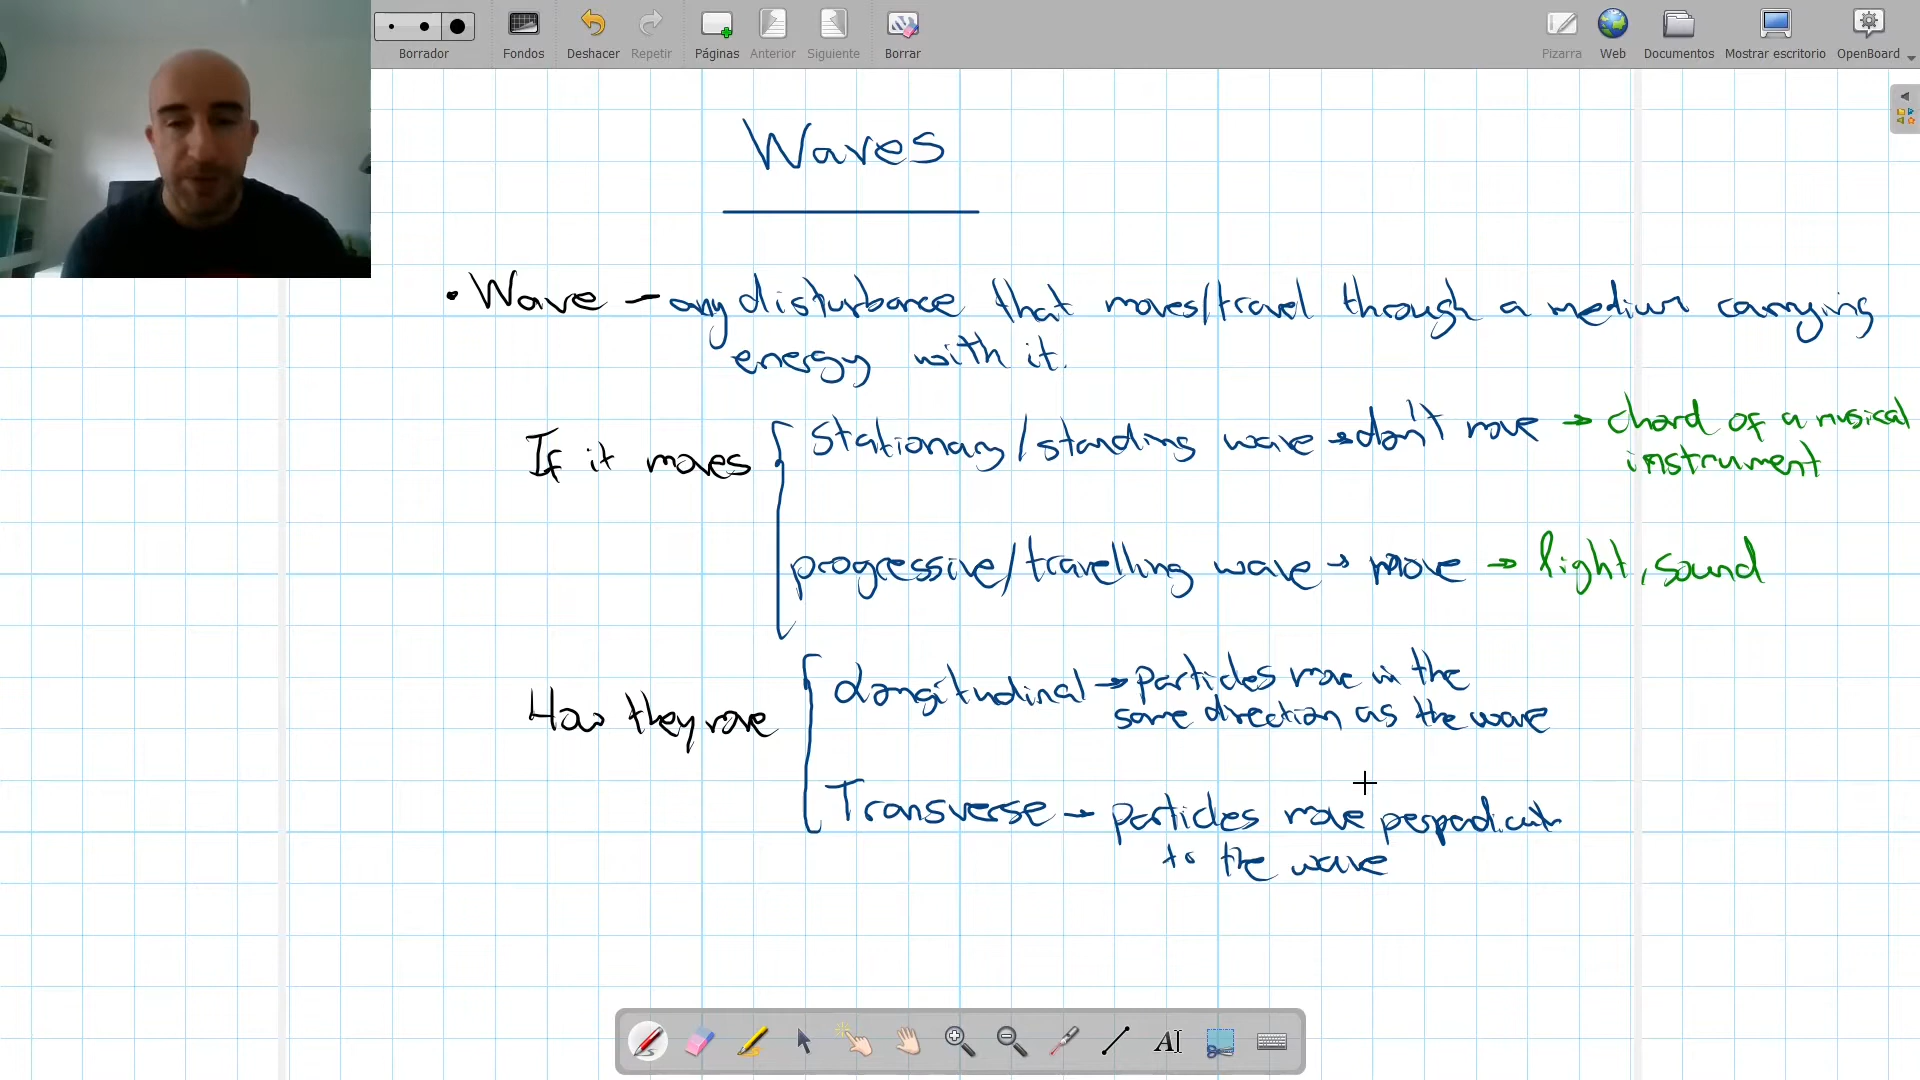 Borrador
Fondos
Deshacer
Repetir
Páginas
Anterior
Siguiente
Borrar
Pizarra
Web
Documentos
Mostrar escritorio
OpenBoard
Waves
• Wave - any disturbance that moves/travel through a medium carrying
energy with it.
If it moves
stationary/standing wave → don't move → chord of a musical
instrument
progressive/travelling wave → move → light, sound
How they move
Longitudinal → particles move in the
same direction as the wave
Transverse → particles move perpendicular
to the wave